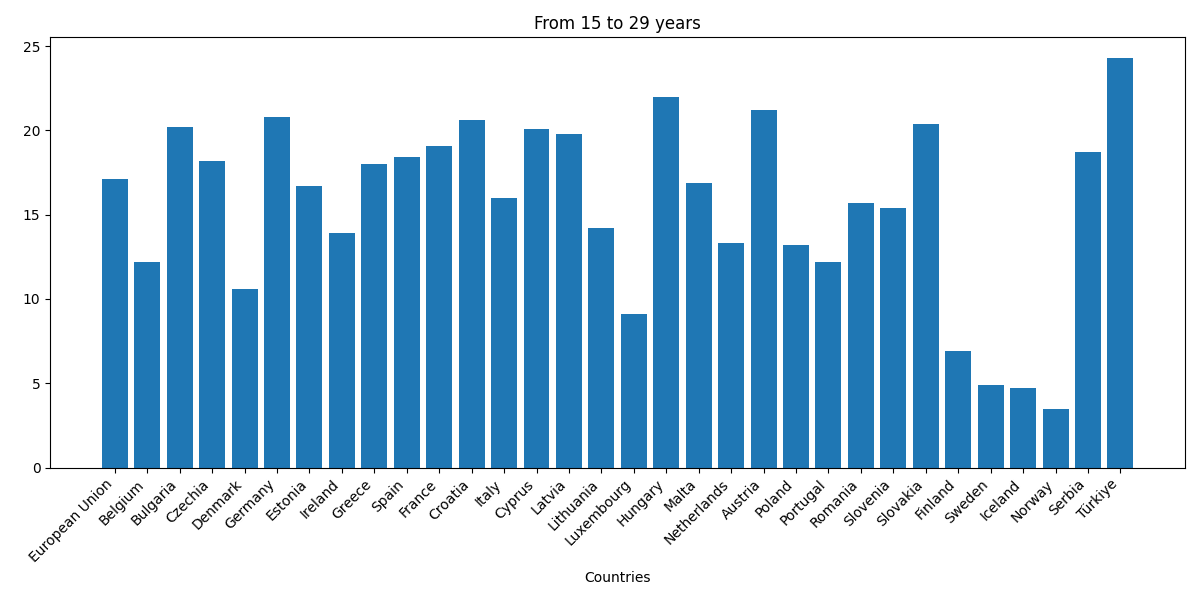 From 15 to 29 years
25
20
15
10
5
0
European Union
Belgium
Bulgaria
Czechia
Denmark
Germany
Estonia
Ireland
Greece
Spain
France
Croatia
Italy
Cyprus
Latvia
Lithuania
Luxembourg
Hungary
Malta
Netherlands
Austria
Poland
Portugal
Romania
Slovenia
Slovakia
Finland
Sweden
Iceland
Norway
Serbia
Türkiye
Countries